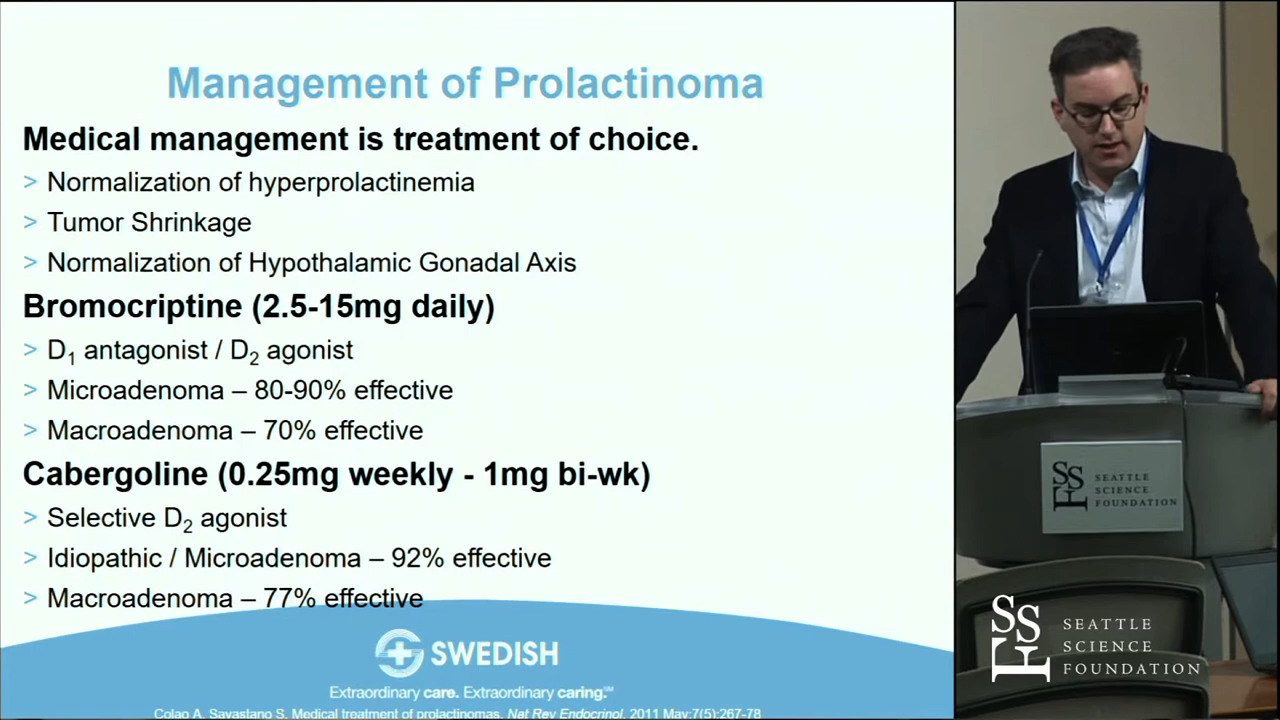 Management of Prolactinoma
Medical management is treatment of choice.
> Normalization of hyperprolactinemia
> Tumor Shrinkage
> Normalization of Hypothalamic Gonadal Axis
Bromocriptine (2.5-15mg daily)
> D₁ antagonist / D₂ agonist
> Microadenoma – 80-90% effective
> Macroadenoma – 70% effective
Cabergoline (0.25mg weekly - 1mg bi-wk)
> Selective D₂ agonist
> Idiopathic / Microadenoma – 92% effective
> Macroadenoma – 77% effective
SWEDISH
Extraordinary care. Extraordinary caring.℠
Colao A, Savastano S. Medical treatment of prolactinomas. Nat Rev Endocrinol. 2011 May;7(5):267-78
SSF
SEATTLE
SCIENCE
FOUNDATION
SSF
SEATTLE
SCIENCE
FOUNDATION